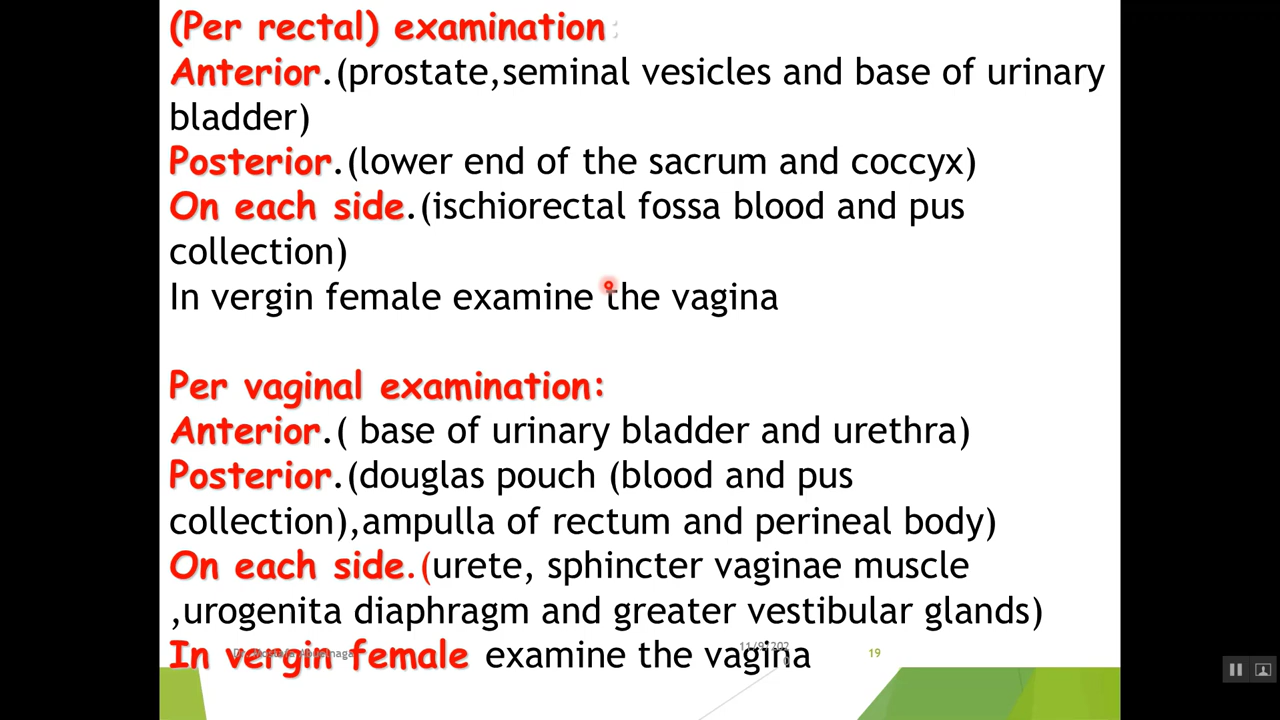 (Per rectal) examination:
Anterior.(prostate,seminal vesicles and base of urinary
bladder)
Posterior.(lower end of the sacrum and coccyx)
On each side.(ischiorectal fossa blood and pus
collection)
In vergin female examine the vagina
Per vaginal examination:
Anterior.( base of urinary bladder and urethra)
Posterior.(douglas pouch (blood and pus
collection),ampulla of rectum and perineal body)
On each side.(urete, sphincter vaginae muscle
,urogenita diaphragm and greater vestibular glands)
In vergin female examine the vagina
11/9/202
0
19